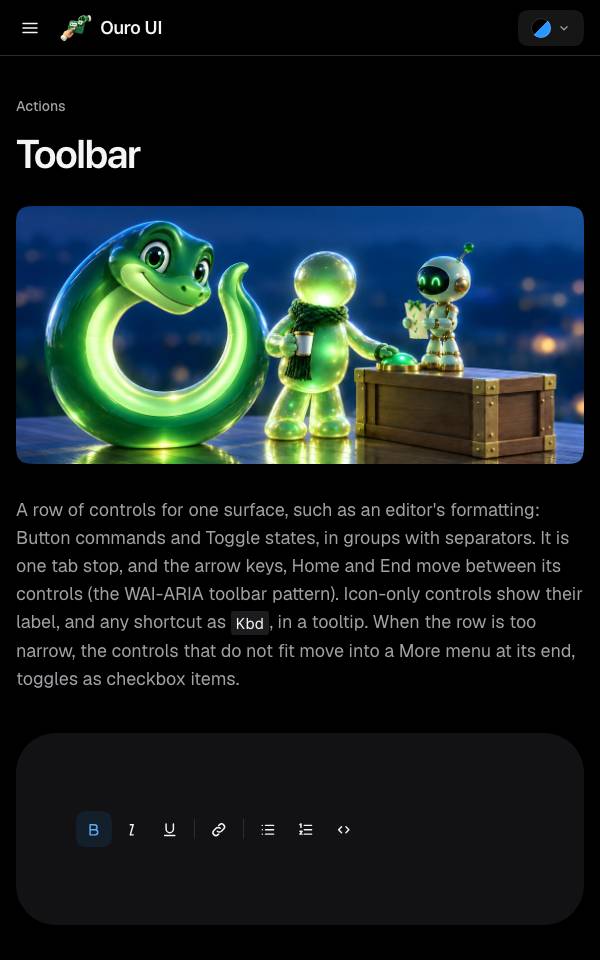 Ouro UI
Actions
Toolbar
A row of controls for one surface, such as an editor's formatting:
Button commands and Toggle states, in groups with separators. It is
one tab stop, and the arrow keys, Home and End move between its
controls (the WAI-ARIA toolbar pattern). Icon-only controls show their
label, and any shortcut as Kbd, in a tooltip. When the row is too
narrow, the controls that do not fit move into a More menu at its end,
toggles as checkbox items.
B I U